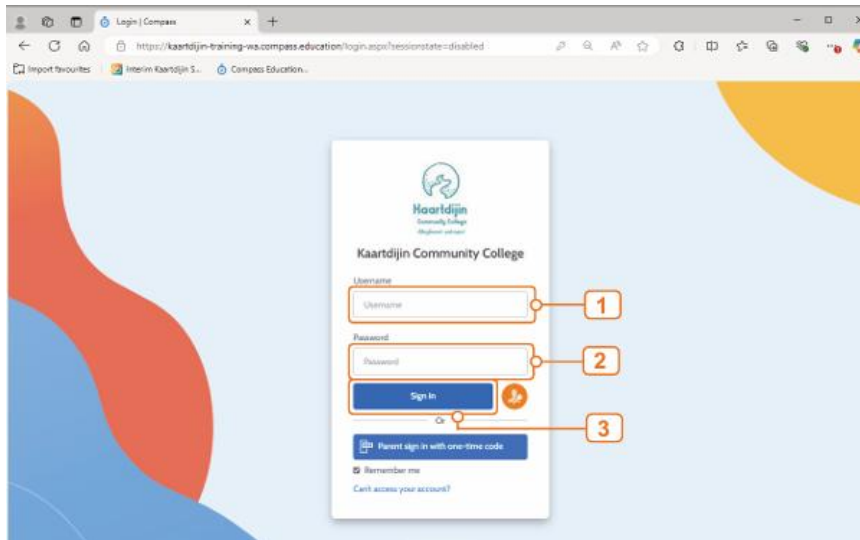 Login | Compass
https://kaartdijin-training-wa.compass.education/login.aspx?sessionstate=disabled
Import favourites
Interim Kaartdijin S...
Compass Education...
Kaartdijin
Community College
Kaartdijin Community College
Username
Username
1
Password
Password
2
Sign in
Or
3
Parent sign in with one-time code
Remember me
Can't access your account?